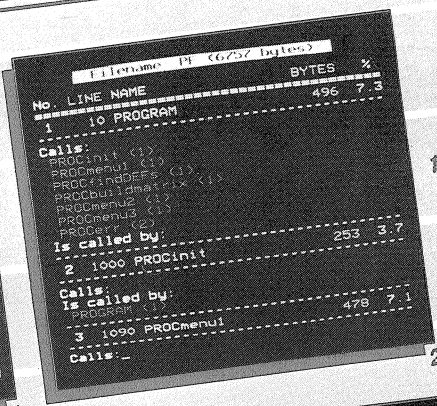 Filename PF (6757 bytes)
No. LINE NAME BYTES %
1 10 PROGRAM 496 7.3
Calls:
PROCinit (1)
PROCmenu1 (1)
PROCfindDEFs (1)
PROCbuildmatrix (1)
PROCmenu2 (1)
PROCmenu3 (1)
PROCerr (2)
Is called by:
2 1000 PROCinit 253 3.7
Calls:
Is called by:
PROGRAM (1)
3 1090 PROCmenu1 478 7.1
Calls:_